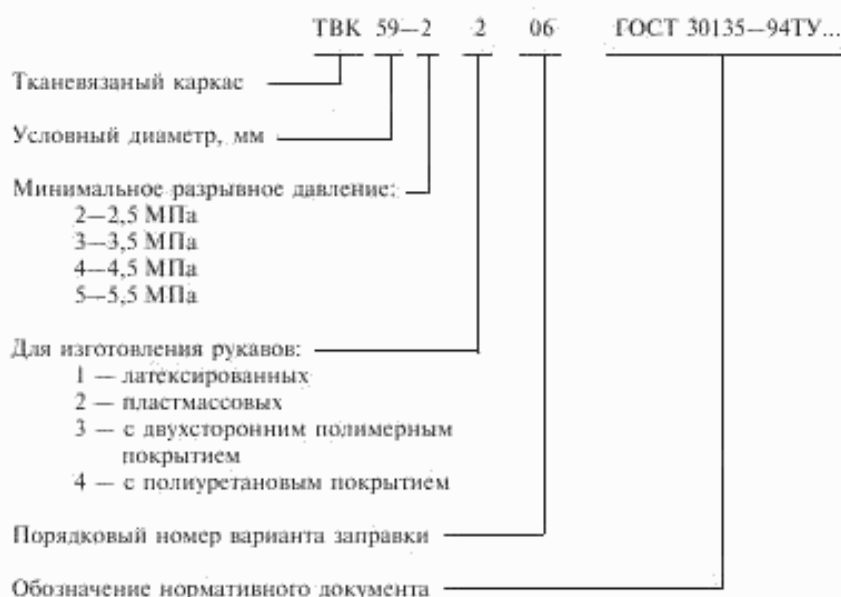 ТВК 59—2 2 06 ГОСТ 30135—94ТУ...
Тканевязаный каркас
Условный диаметр, мм
Минимальное разрывное давление:
2—2,5 МПа
3—3,5 МПа
4—4,5 МПа
5—5,5 МПа
Для изготовления рукавов:
1 — латексированных
2 — пластмассовых
3 — с двухсторонним полимерным
покрытием
4 — с полиуретановым покрытием
Порядковый номер варианта заправки
Обозначение нормативного документа